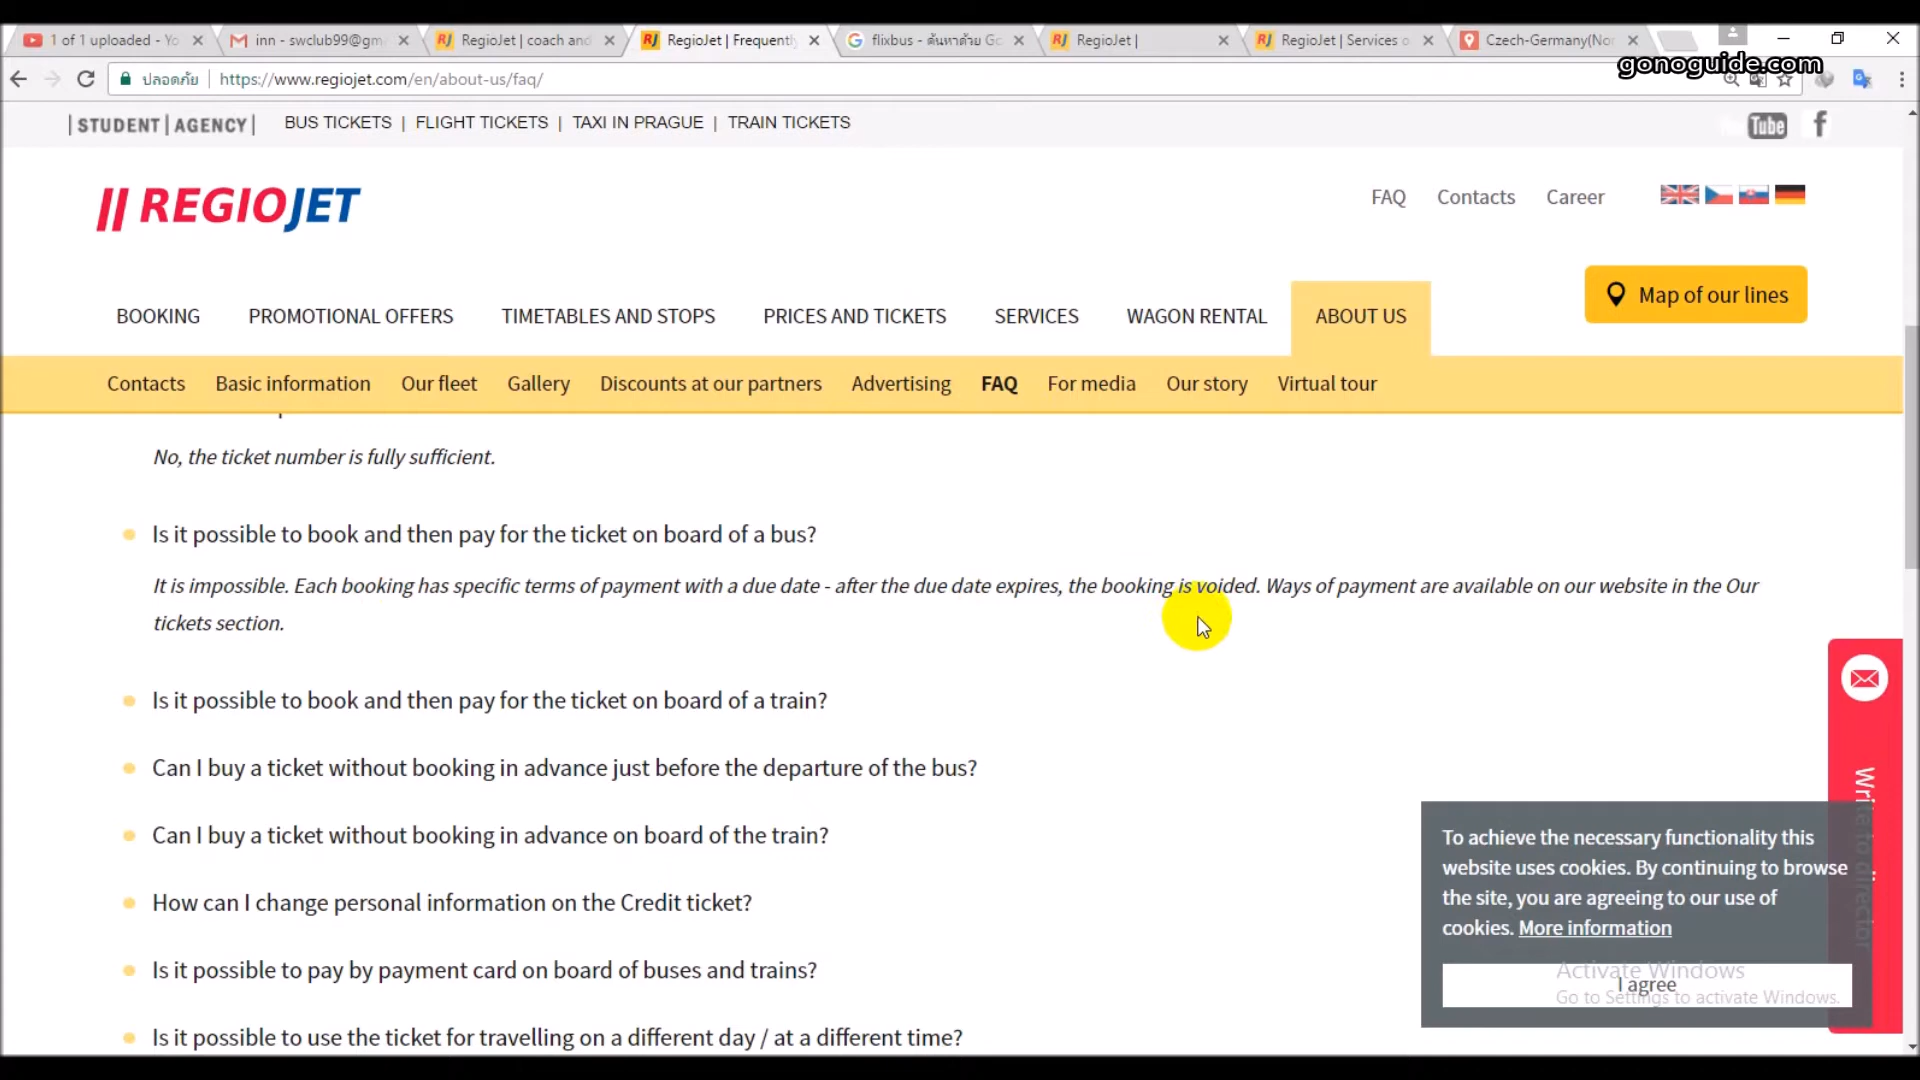 1 of 1 uploaded - Yo
inn - swclub99@gm
RegioJet | coach and
RegioJet | Frequently
flixbus - ค้นหาด้วย Go
RegioJet |
RegioJet | Services o
Czech-Germany(Nor
gonoguide.com
ปลอดภัย
https://www.regiojet.com/en/about-us/faq/
|STUDENT|AGENCY|
BUS TICKETS | FLIGHT TICKETS | TAXI IN PRAGUE | TRAIN TICKETS
Tube
f
REGIOJET
FAQ Contacts Career
BOOKING PROMOTIONAL OFFERS TIMETABLES AND STOPS PRICES AND TICKETS SERVICES WAGON RENTAL ABOUT US
Map of our lines
Contacts Basic information Our fleet Gallery Discounts at our partners Advertising FAQ For media Our story Virtual tour
No, the ticket number is fully sufficient.
Is it possible to book and then pay for the ticket on board of a bus?
It is impossible. Each booking has specific terms of payment with a due date - after the due date expires, the booking is voided. Ways of payment are available on our website in the Our
tickets section.
Is it possible to book and then pay for the ticket on board of a train?
Can I buy a ticket without booking in advance just before the departure of the bus?
Can I buy a ticket without booking in advance on board of the train?
How can I change personal information on the Credit ticket?
Is it possible to pay by payment card on board of buses and trains?
Is it possible to use the ticket for travelling on a different day / at a different time?
Write to director
To achieve the necessary functionality this
website uses cookies. By continuing to browse
the site, you are agreeing to our use of
cookies. More information
I agree
Activate Windows
Go to Settings to activate Windows.